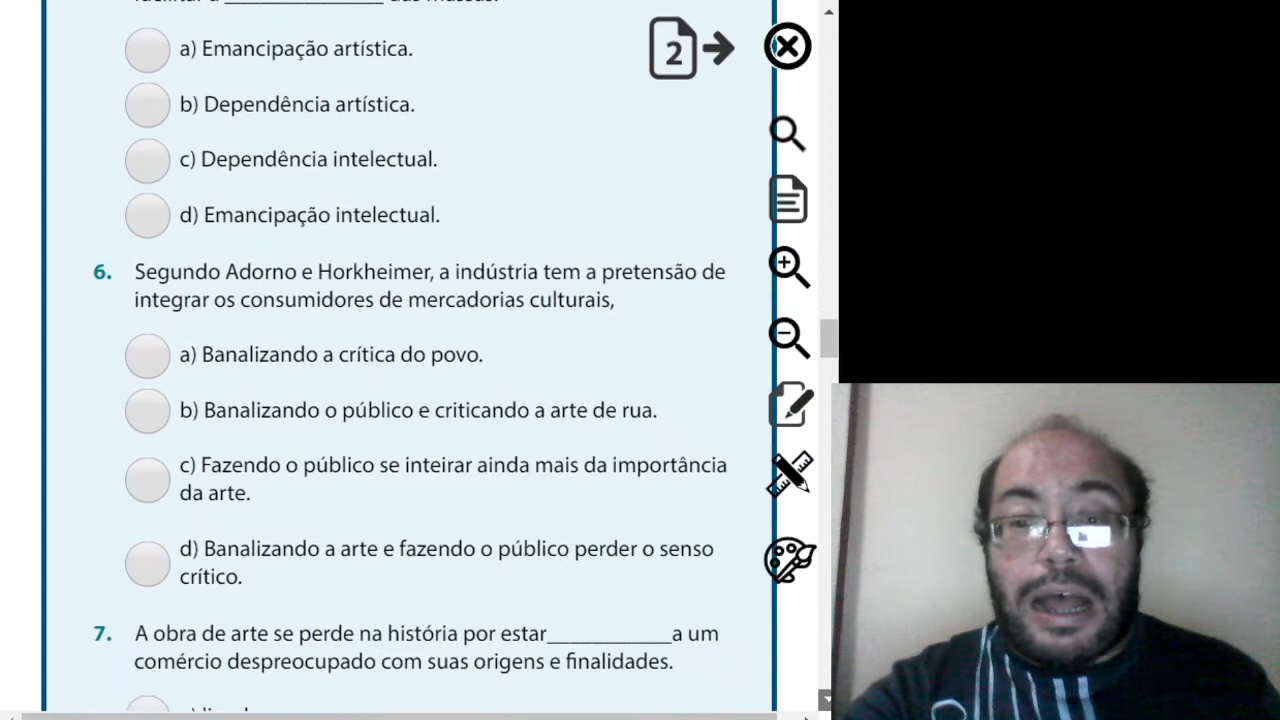 a) Emancipação artística.
2
b) Dependência artística.
c) Dependência intelectual.
d) Emancipação intelectual.
6. Segundo Adorno e Horkheimer, a indústria tem a pretensão de
integrar os consumidores de mercadorias culturais,
a) Banalizando a crítica do povo.
b) Banalizando o público e criticando a arte de rua.
c) Fazendo o público se inteirar ainda mais da importância
da arte.
d) Banalizando a arte e fazendo o público perder o senso
crítico.
7. A obra de arte se perde na história por estar____________a um
comércio despreocupado com suas origens e finalidades.